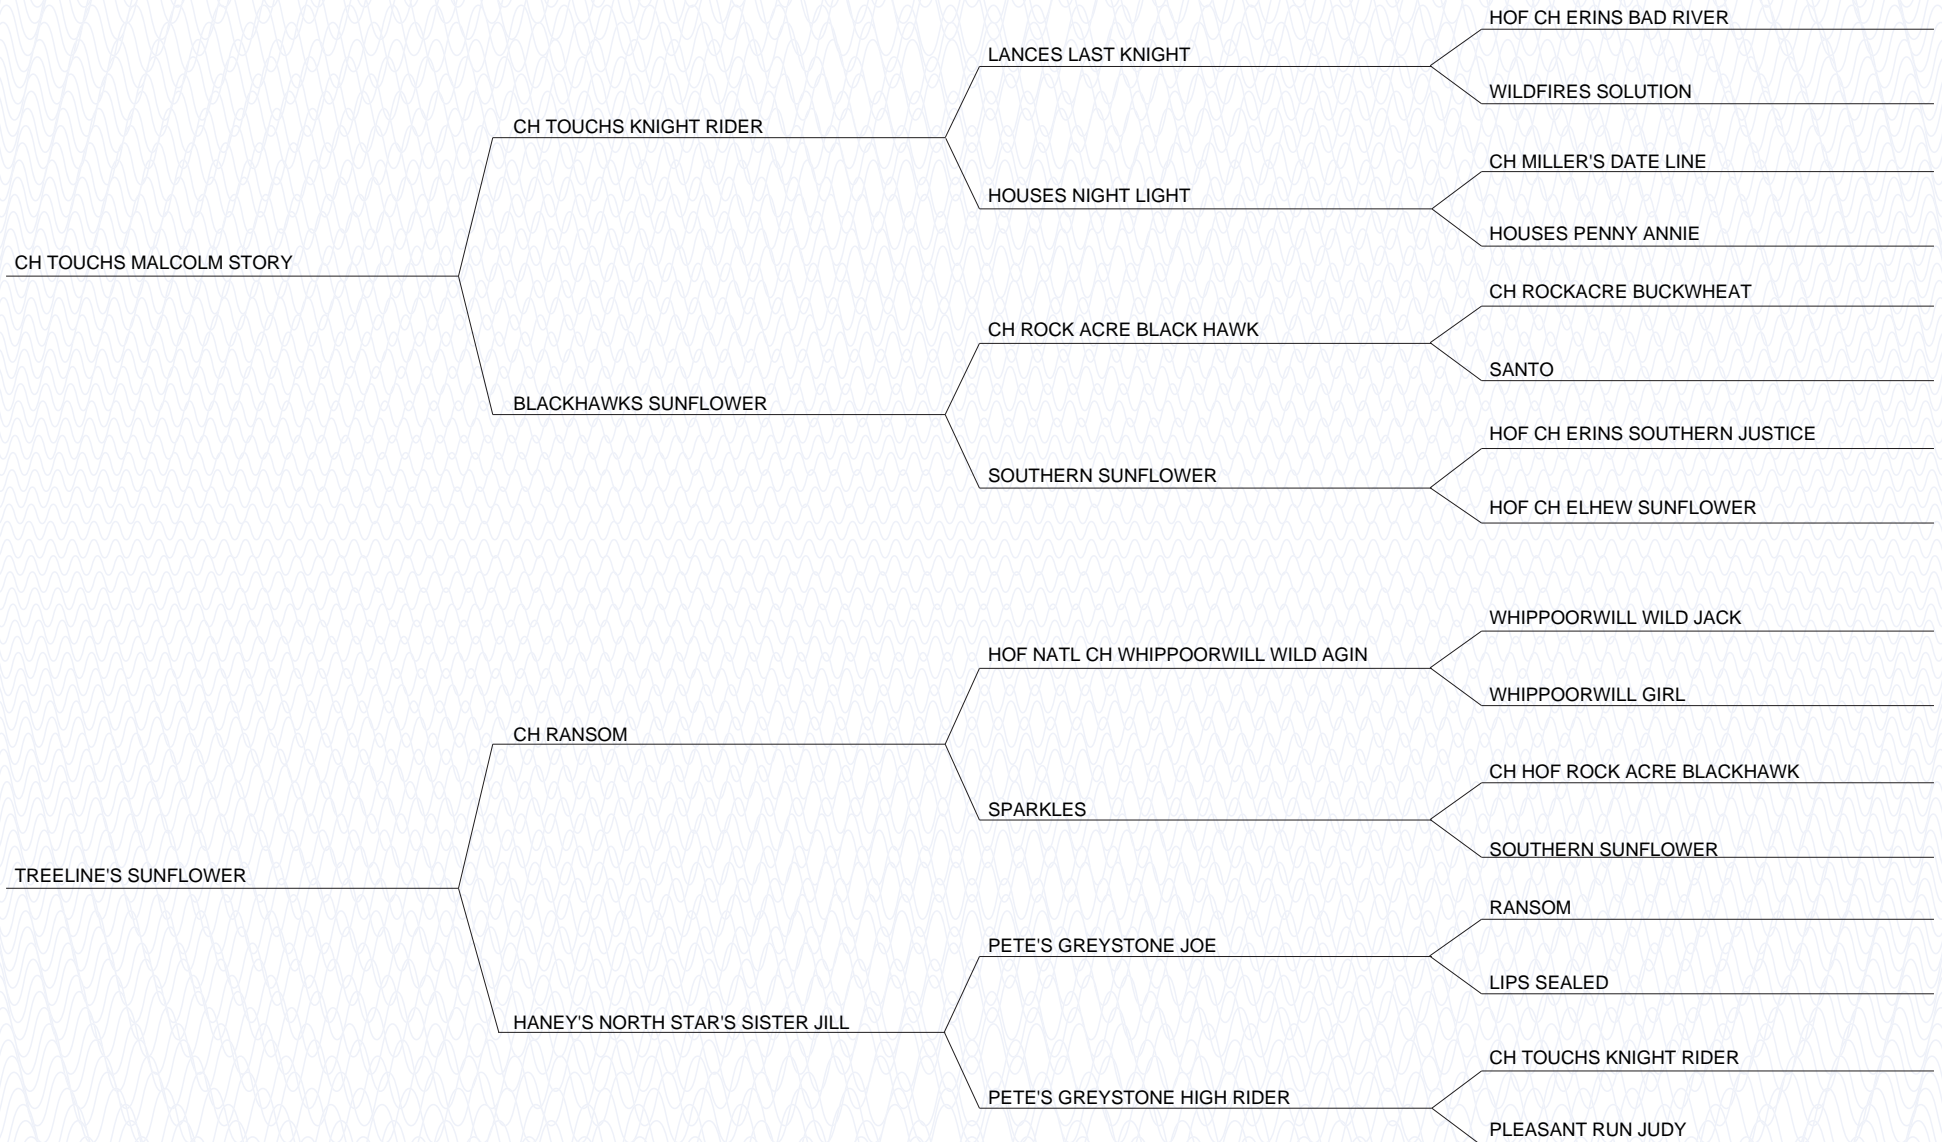 HOF CH ERINS BAD RIVER
LANCES LAST KNIGHT
WILDFIRES SOLUTION
CH TOUCHS KNIGHT RIDER
CH MILLER'S DATE LINE
HOUSES NIGHT LIGHT
HOUSES PENNY ANNIE
CH TOUCHS MALCOLM STORY
CH ROCKACRE BUCKWHEAT
CH ROCK ACRE BLACK HAWK
SANTO
BLACKHAWKS SUNFLOWER
HOF CH ERINS SOUTHERN JUSTICE
SOUTHERN SUNFLOWER
HOF CH ELHEW SUNFLOWER
WHIPPOORWILL WILD JACK
HOF NATL CH WHIPPOORWILL WILD AGIN
WHIPPOORWILL GIRL
CH RANSOM
CH HOF ROCK ACRE BLACKHAWK
SPARKLES
SOUTHERN SUNFLOWER
TREELINE'S SUNFLOWER
RANSOM
PETE'S GREYSTONE JOE
LIPS SEALED
HANEY'S NORTH STAR'S SISTER JILL
CH TOUCHS KNIGHT RIDER
PETE'S GREYSTONE HIGH RIDER
PLEASANT RUN JUDY